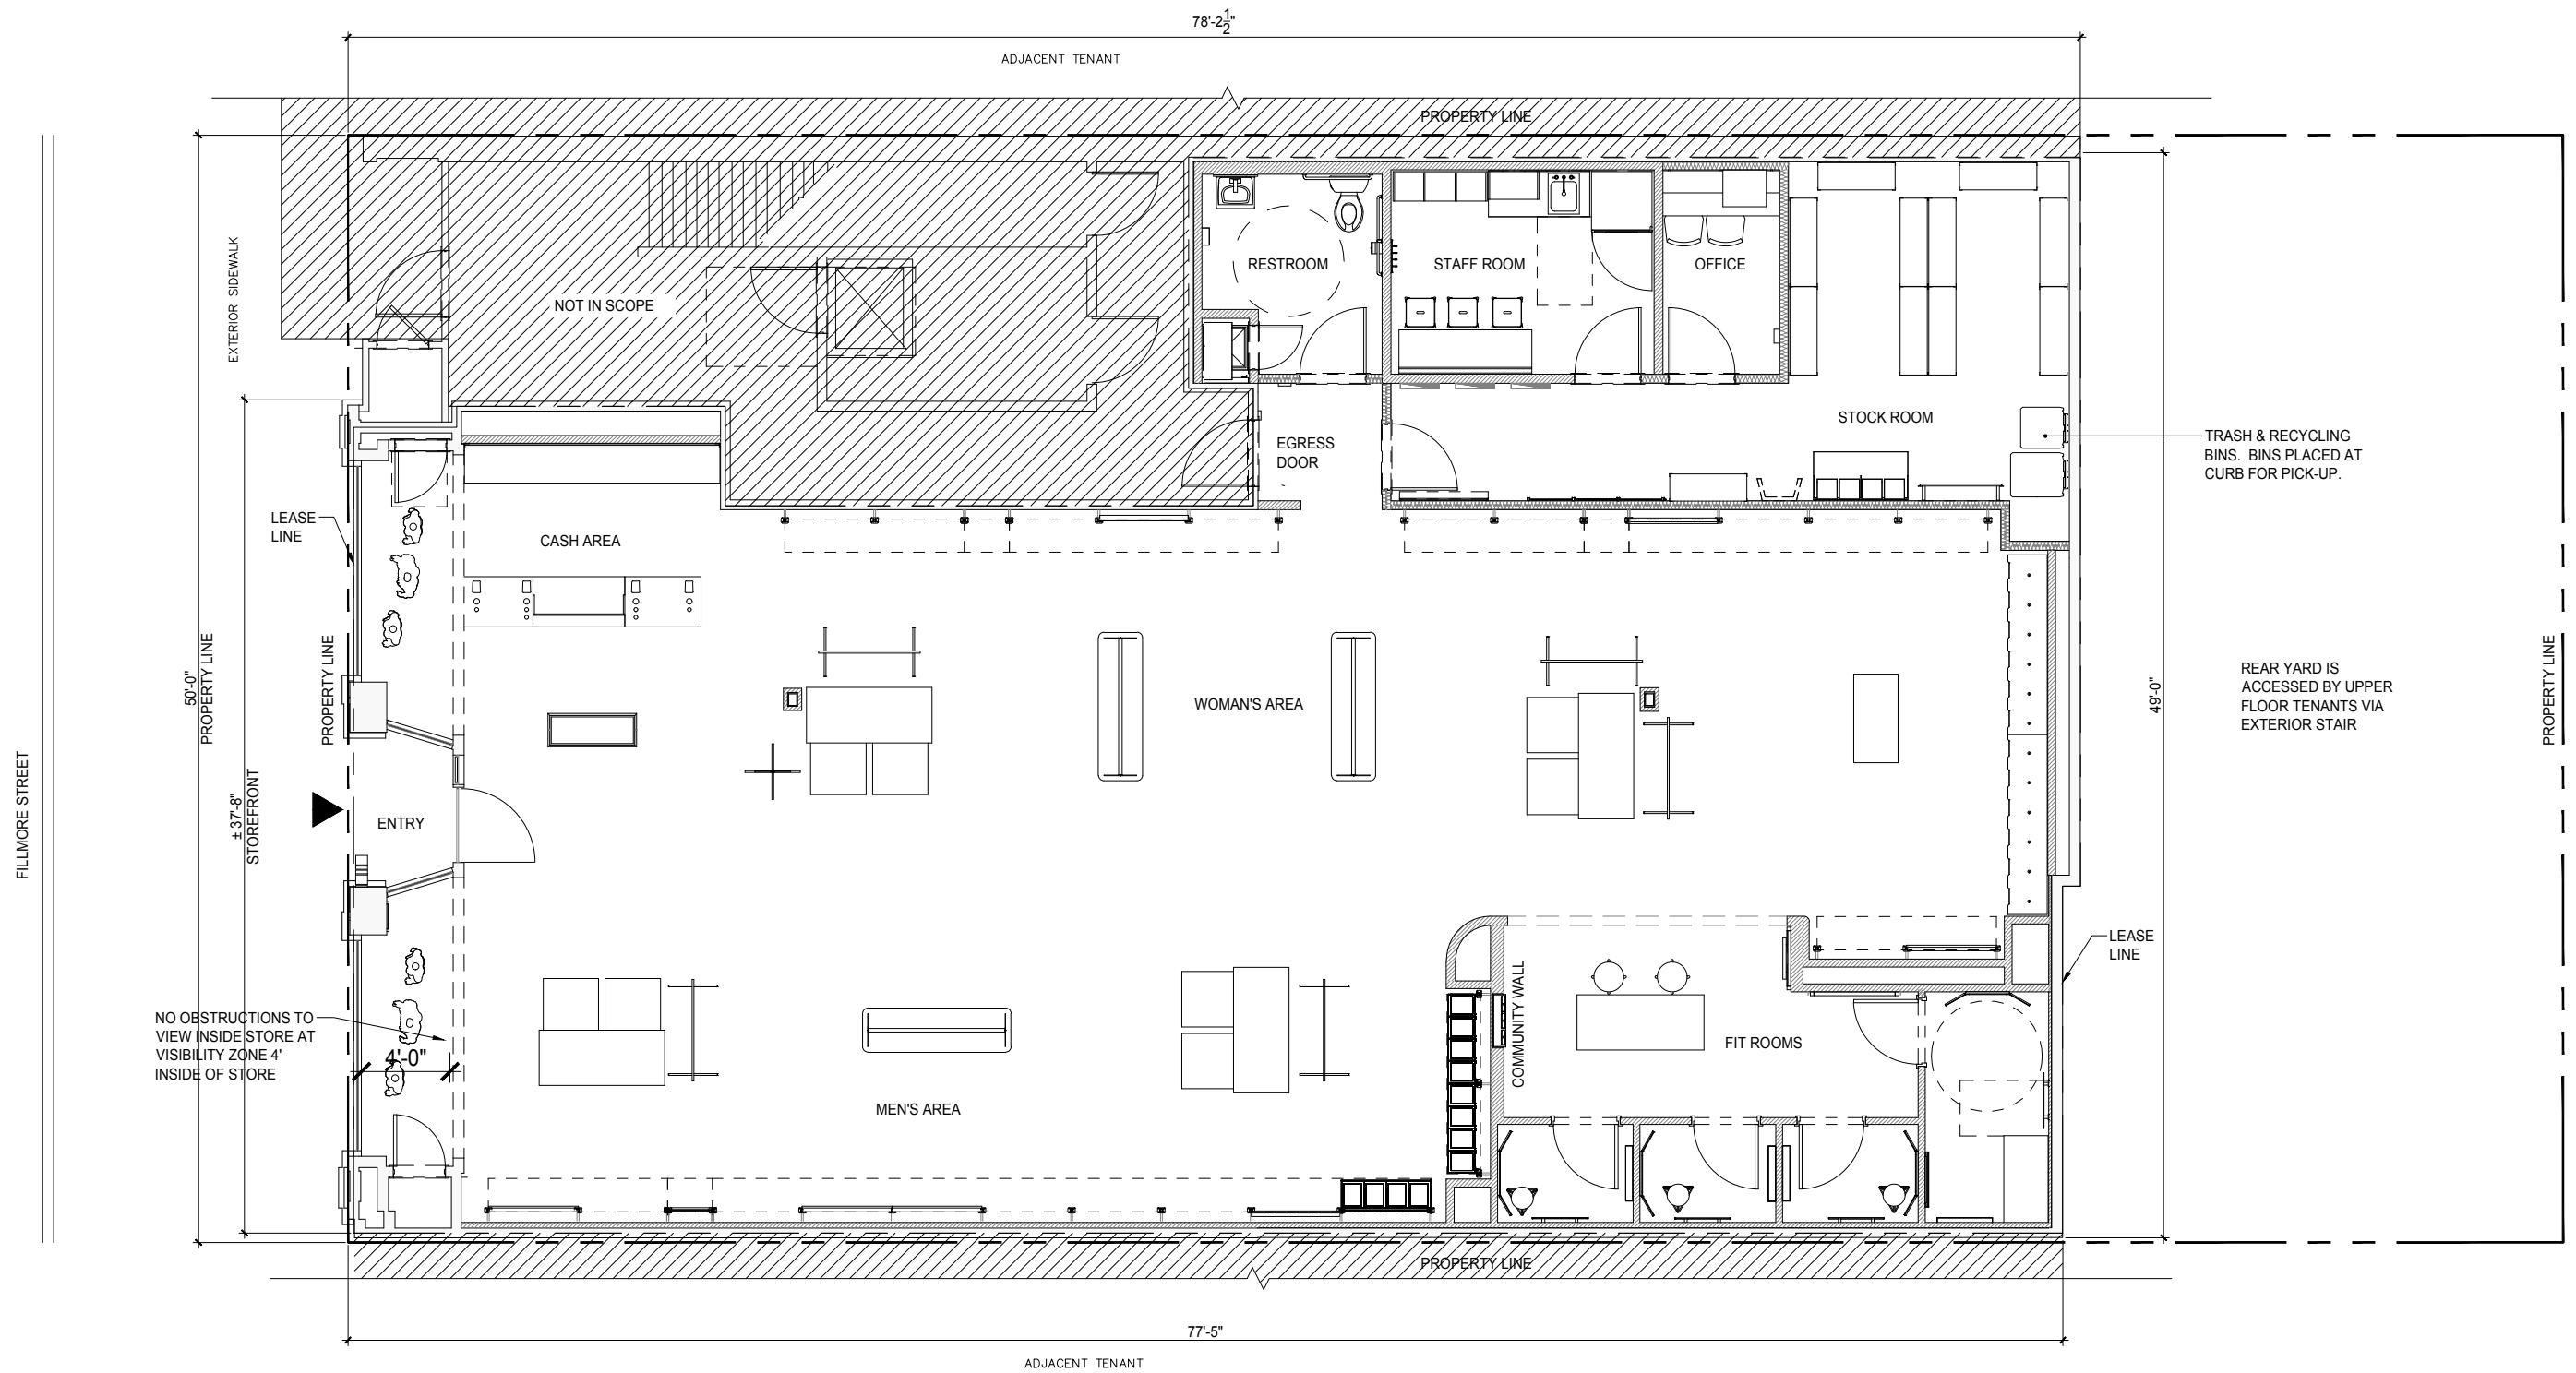 78'-2 1/2"
ADJACENT TENANT
PROPERTY LINE
EXTERIOR SIDEWALK
NOT IN SCOPE
RESTROOM
STAFF ROOM
OFFICE
STOCK ROOM
EGRESS
DOOR
TRASH & RECYCLING
BINS. BINS PLACED AT
CURB FOR PICK-UP.
LEASE
LINE
CASH AREA
50'-0"
PROPERTY LINE
PROPERTY LINE
± 37'-8"
STOREFRONT
FILLMORE STREET
ENTRY
WOMAN'S AREA
49'-0"
REAR YARD IS
ACCESSED BY UPPER
FLOOR TENANTS VIA
EXTERIOR STAIR
PROPERTY LINE
LEASE
LINE
NO OBSTRUCTIONS TO
VIEW INSIDE STORE AT
VISIBILITY ZONE 4'
INSIDE OF STORE
4'-0"
COMMUNITY WALL
FIT ROOMS
MEN'S AREA
PROPERTY LINE
77'-5"
ADJACENT TENANT